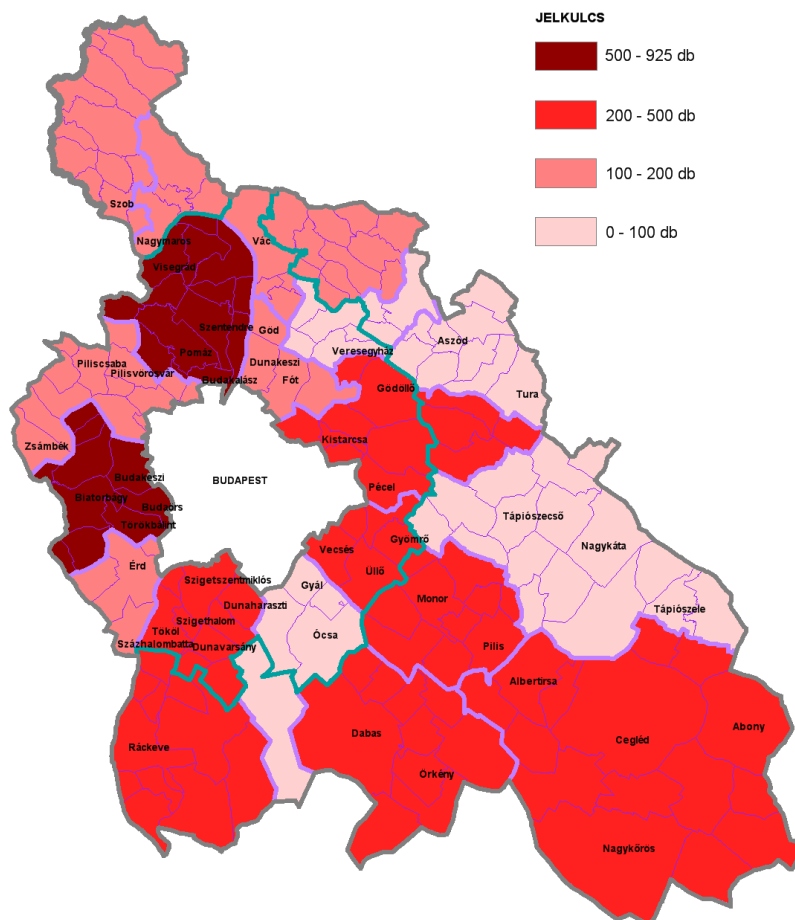 JELKULCS
500 - 925 db
200 - 500 db
100 - 200 db
0 - 100 db
Szob
Nagymaros
Vác
Visegrad
Szentendre
Göd
Veresegyház
Aszód
Pomáz
Piliscsaba
Pilisvörösvár
Budakalász
Dunakeszi
Fót
Gödöllő
Tura
Zsámbék
Kistarcsa
Budakeszi
BUDAPEST
Pécel
Biatorbágy
Budaörs
Törökbálint
Tápiószecső
Gyömrő
Vecsés
Nagykáta
Érd
Üllő
Szigetszentmiklós
Gyál
Monor
Dunaharaszti
Tápiószele
Szigethalom
Tököl
Ócsa
Százhalombatta
Dunavarsány
Pilis
Albertirsa
Abony
Dabas
Cegléd
Ráckeve
Örkény
Nagykőrös